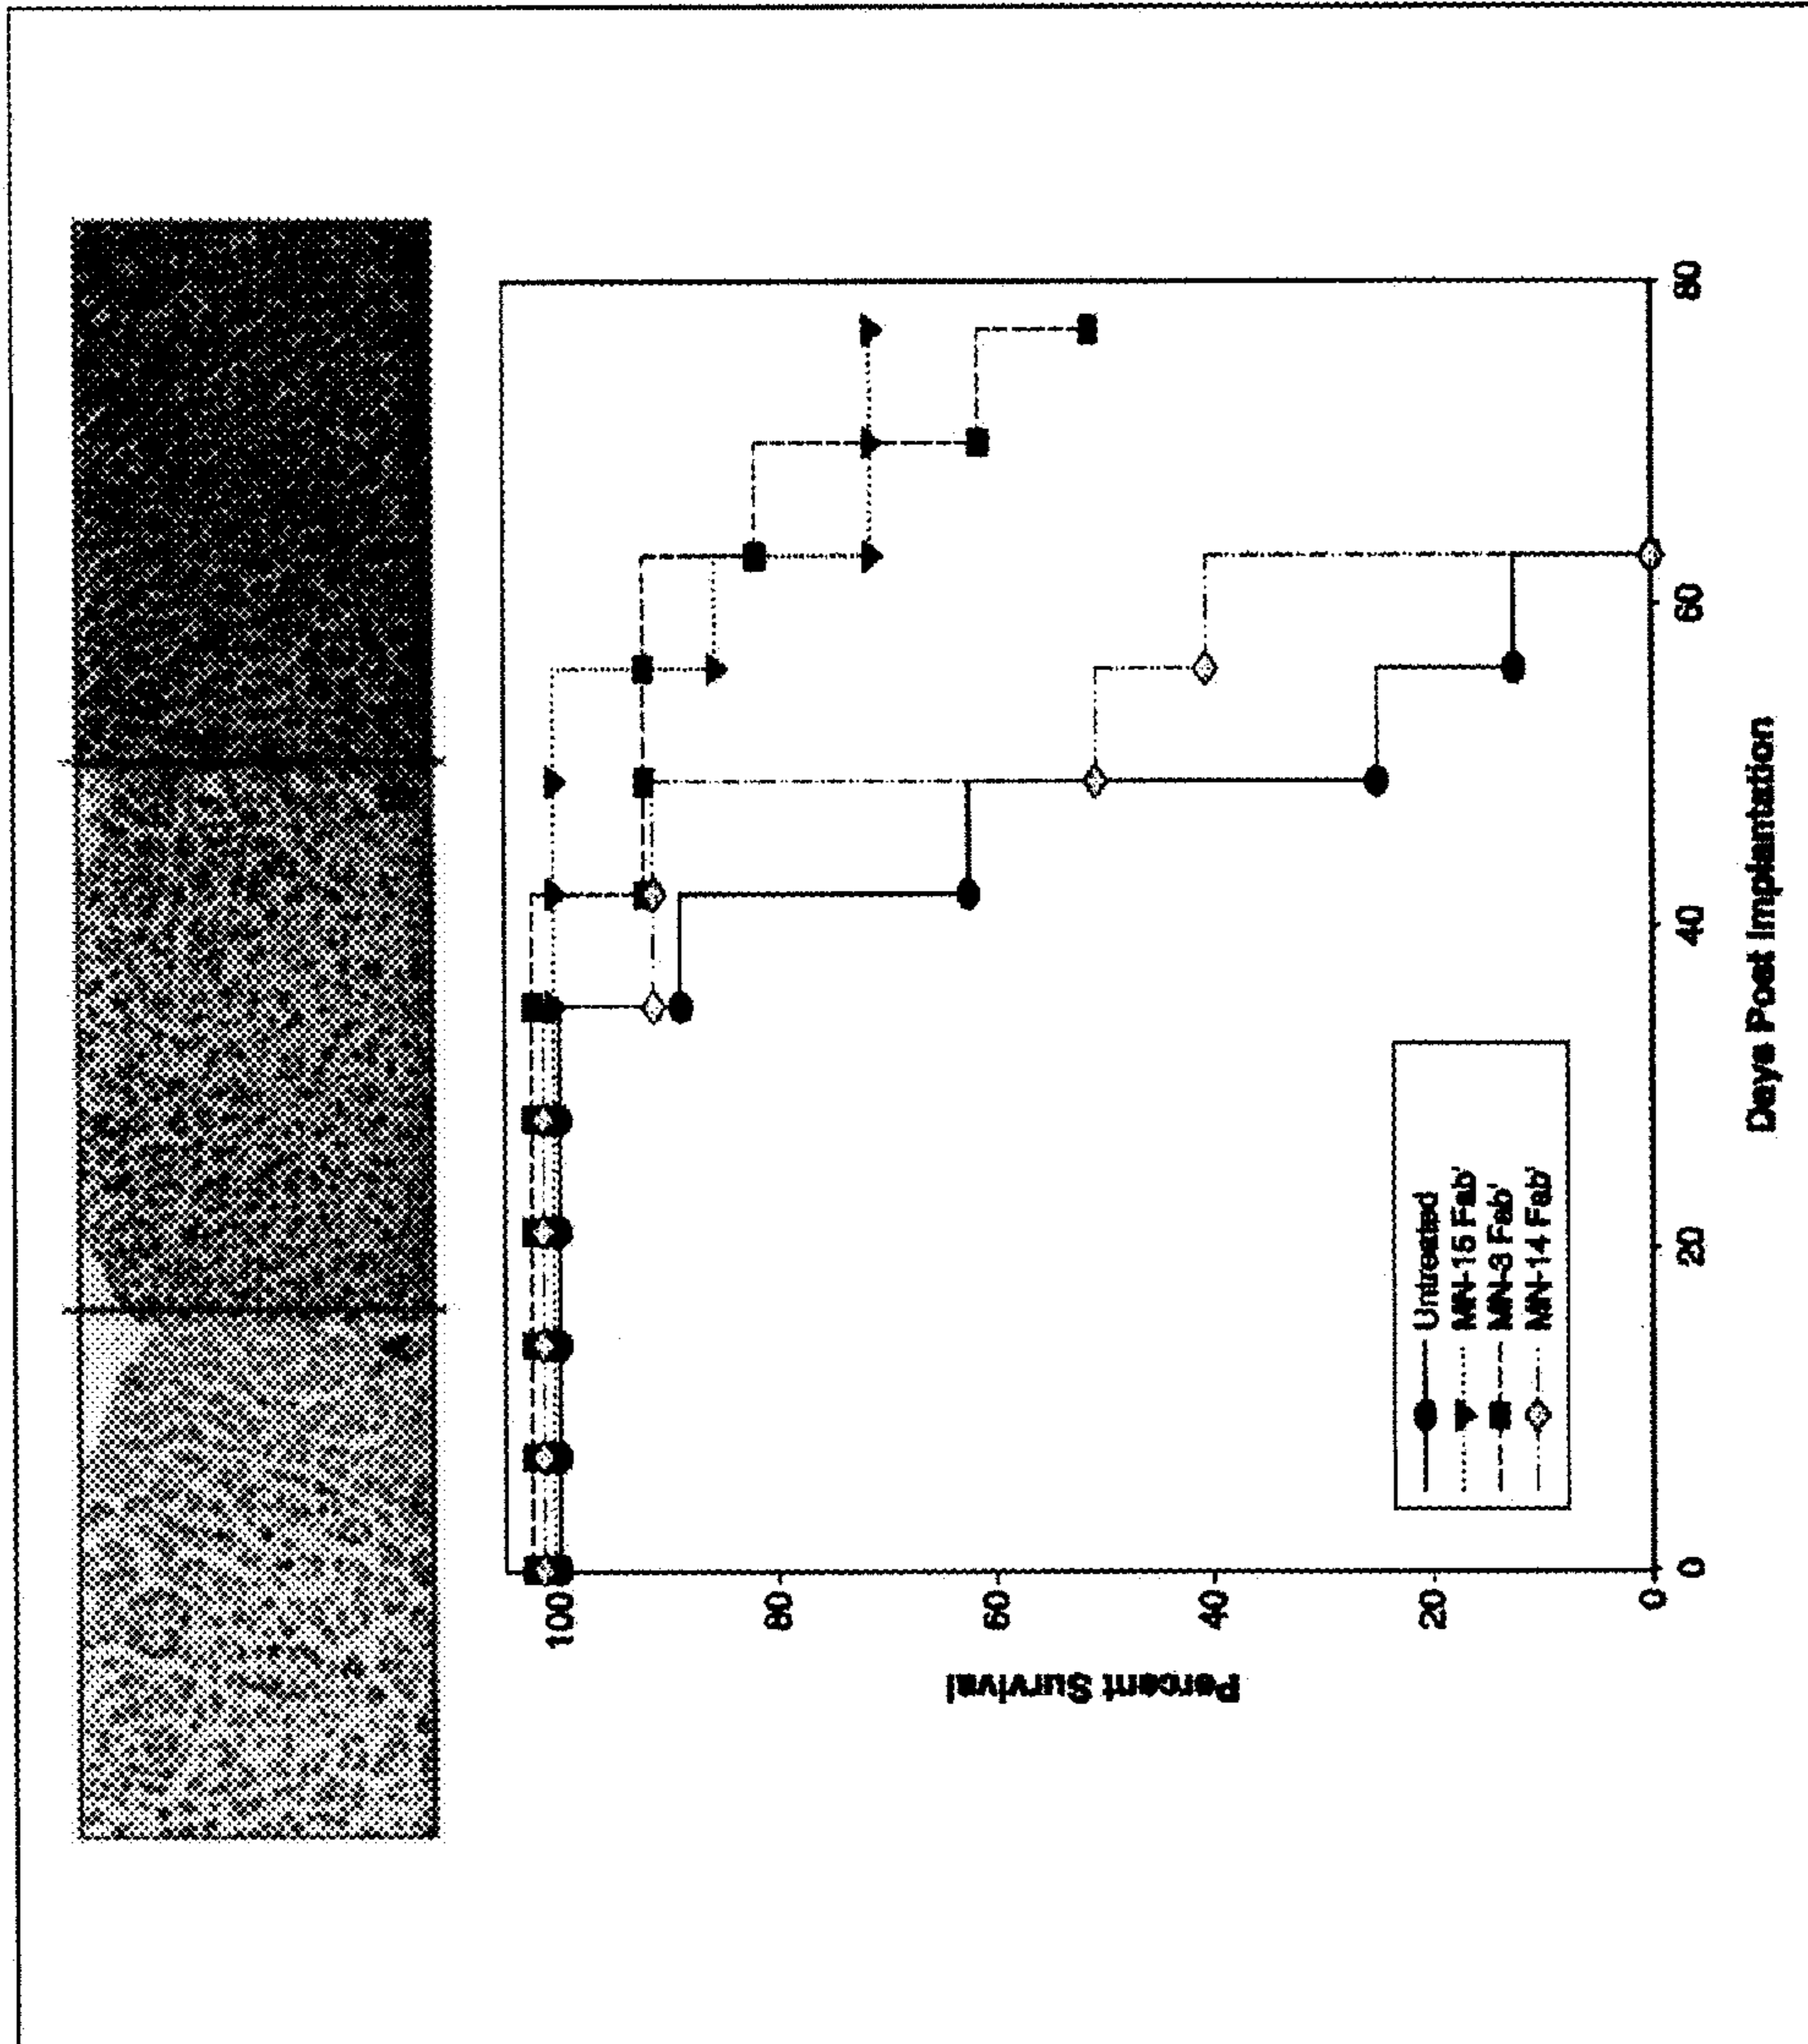 Percent Survival
100
80
60
40
20
0
Untreated
MN-15 Fab'
MN-3 Fab'
MN-14 Fab'
0
20
40
60
80
Days Post Implantation